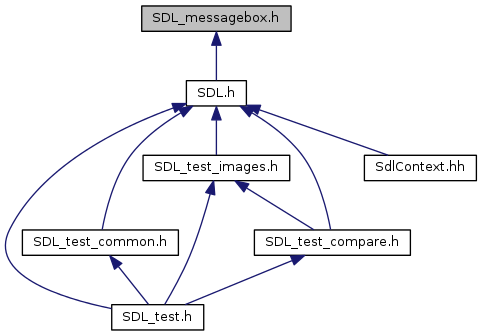 SDL_messagebox.h
SDL.h
SDL_test_images.h
SdlContext.hh
SDL_test_common.h
SDL_test_compare.h
SDL_test.h